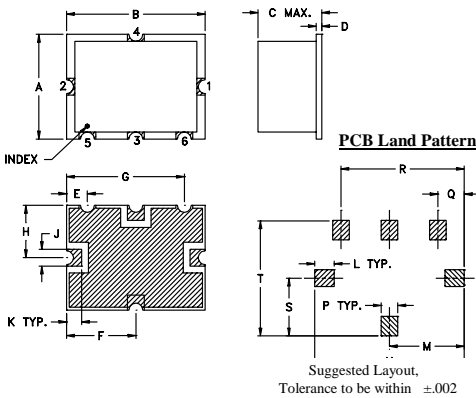 B
C MAX.
D
4
A
2
1
INDEX
5
3
6
PCB Land Pattern
G
R
E
Q
H
J
L TYP.
T
S
P TYP.
K TYP.
F
M
Suggested Layout,
Tolerance to be within ±.002